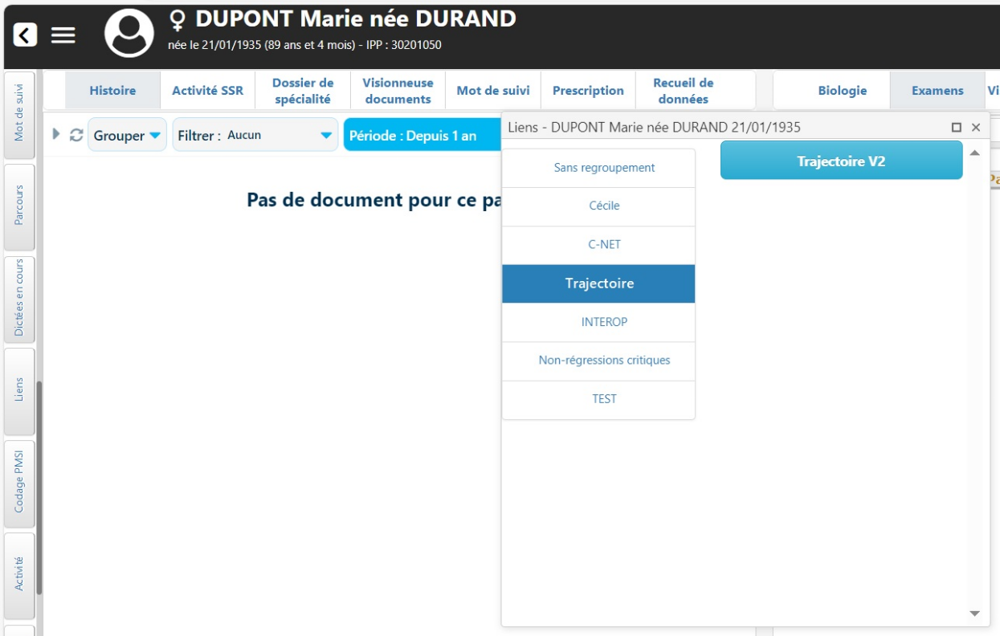 DUPONT Marie née DURAND
née le 21/01/1935 (89 ans et 4 mois) - IPP : 30201050
Mot de suivi
Parcours
Dictées en cours
Liens
Codage PMSI
Activité
Histoire
Activité SSR
Dossier de
spécialité
Visionneuse
documents
Mot de suivi
Prescription
Recueil de
données
Biologie
Examens
Vi
Grouper
Filtrer : Aucun
Période : Depuis 1 an
Pas de document pour ce pa
Liens - DUPONT Marie née DURAND 21/01/1935
Sans regroupement
Cécile
C-NET
Trajectoire
INTEROP
Non-régressions critiques
TEST
Trajectoire V2
Pa